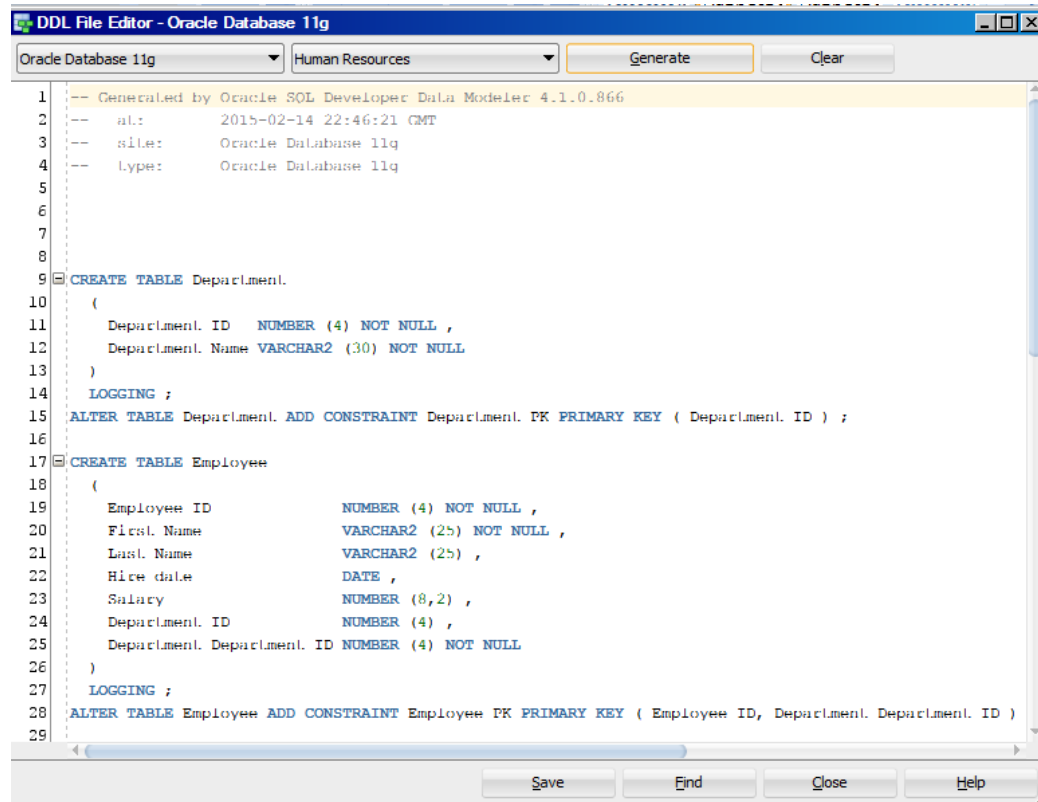 DDL File Editor - Oracle Database 11g
Oracle Database 11g Human Resources Generate Clear
1 -- Generated by Oracle SQL Developer Data Modeler 4.1.0.866
2 --   at:        2015-02-14 22:46:21 GMT
3 --   site:      Oracle Database 11g
4 --   type:      Oracle Database 11g
5
6
7
8
9 CREATE TABLE Department
10   (
11     Department ID   NUMBER (4) NOT NULL ,
12     Department Name VARCHAR2 (30) NOT NULL
13   )
14   LOGGING ;
15 ALTER TABLE Department ADD CONSTRAINT Department PK PRIMARY KEY ( Department ID ) ;
16
17 CREATE TABLE Employee
18   (
19     Employee ID              NUMBER (4) NOT NULL ,
20     First Name               VARCHAR2 (25) NOT NULL ,
21     Last Name                VARCHAR2 (25) ,
22     Hire date                DATE ,
23     Salary                   NUMBER (8,2) ,
24     Department ID            NUMBER (4) ,
25     Department Department ID NUMBER (4) NOT NULL
26   )
27   LOGGING ;
28 ALTER TABLE Employee ADD CONSTRAINT Employee PK PRIMARY KEY ( Employee ID, Department Department ID )
29
Save Find Close Help